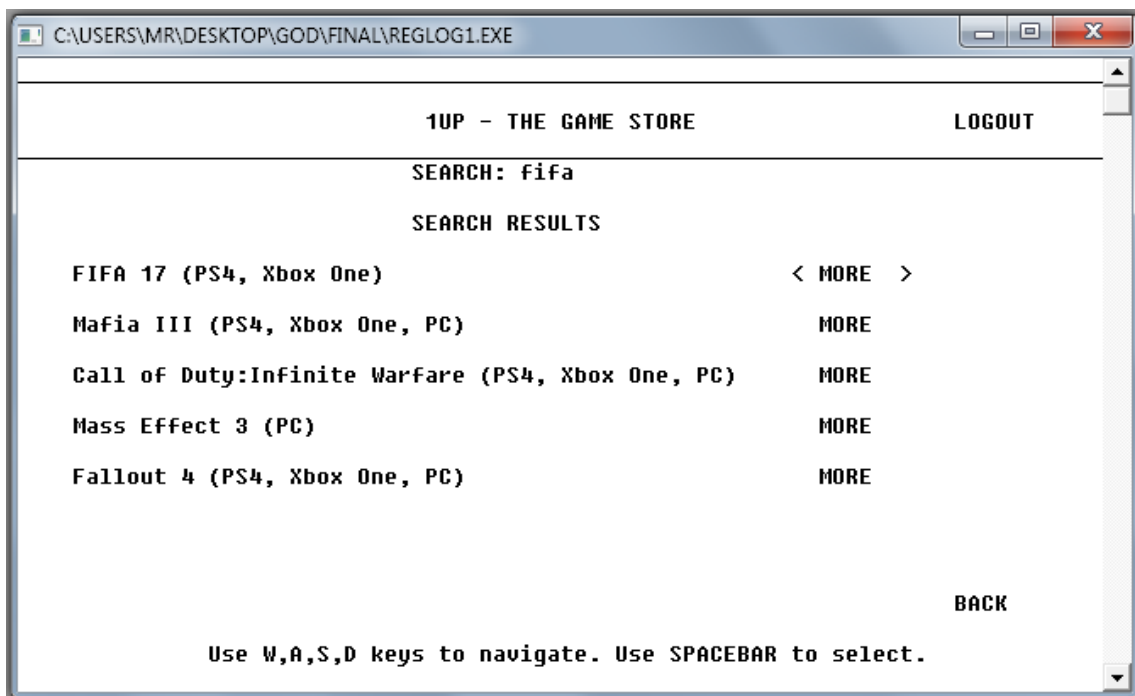 C:\USERS\MR\DESKTOP\GOD\FINAL\REGLOG1.EXE
1UP - THE GAME STORE LOGOUT
SEARCH: fifa
SEARCH RESULTS
FIFA 17 (PS4, Xbox One) < MORE >
Mafia III (PS4, Xbox One, PC) MORE
Call of Duty:Infinite Warfare (PS4, Xbox One, PC) MORE
Mass Effect 3 (PC) MORE
Fallout 4 (PS4, Xbox One, PC) MORE
BACK
Use W,A,S,D keys to navigate. Use SPACEBAR to select.